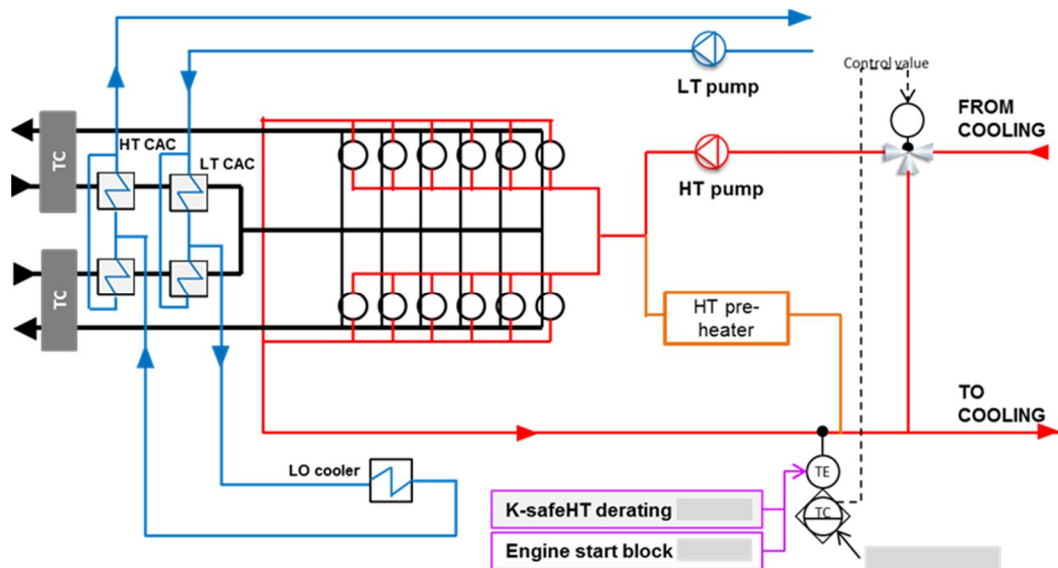 Control value
LT pump
FROM
COOLING
TC
HT CAC
LT CAC
HT pump
TC
HT pre-
heater
TO
COOLING
LO cooler
TE
K-safeHT derating
TC
Engine start block